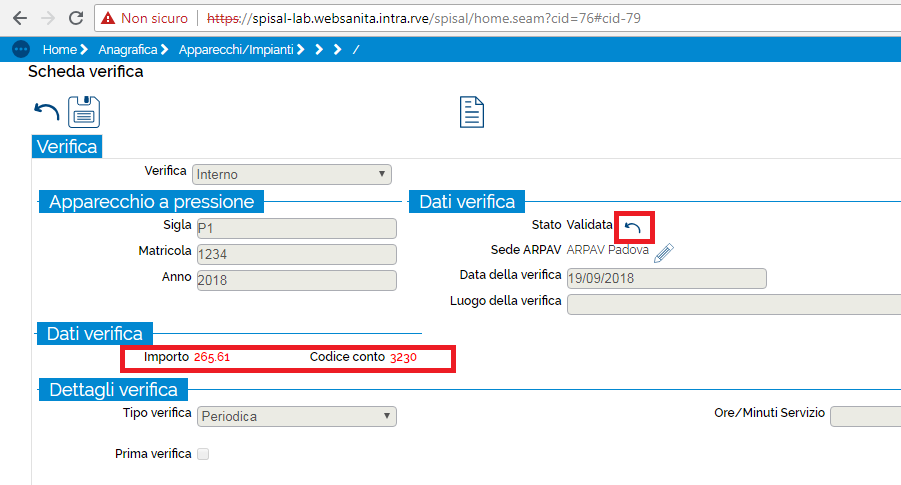 Non sicuro https://spisal-lab.websanita.intra.rve/spisal/home.seam?cid=76#cid-79
Home Anagrafica Apparecchi/Impianti /
Scheda verifica
Verifica
Verifica Interno
Apparecchio a pressione
Sigla P1
Matricola 1234
Anno 2018
Dati verifica
Stato Validata
Sede ARPAV ARPAV Padova
Data della verifica 19/09/2018
Luogo della verifica
Dati verifica
Importo 265.61 Codice conto 3230
Dettagli verifica
Tipo verifica Periodica Ore/Minuti Servizio
Prima verifica